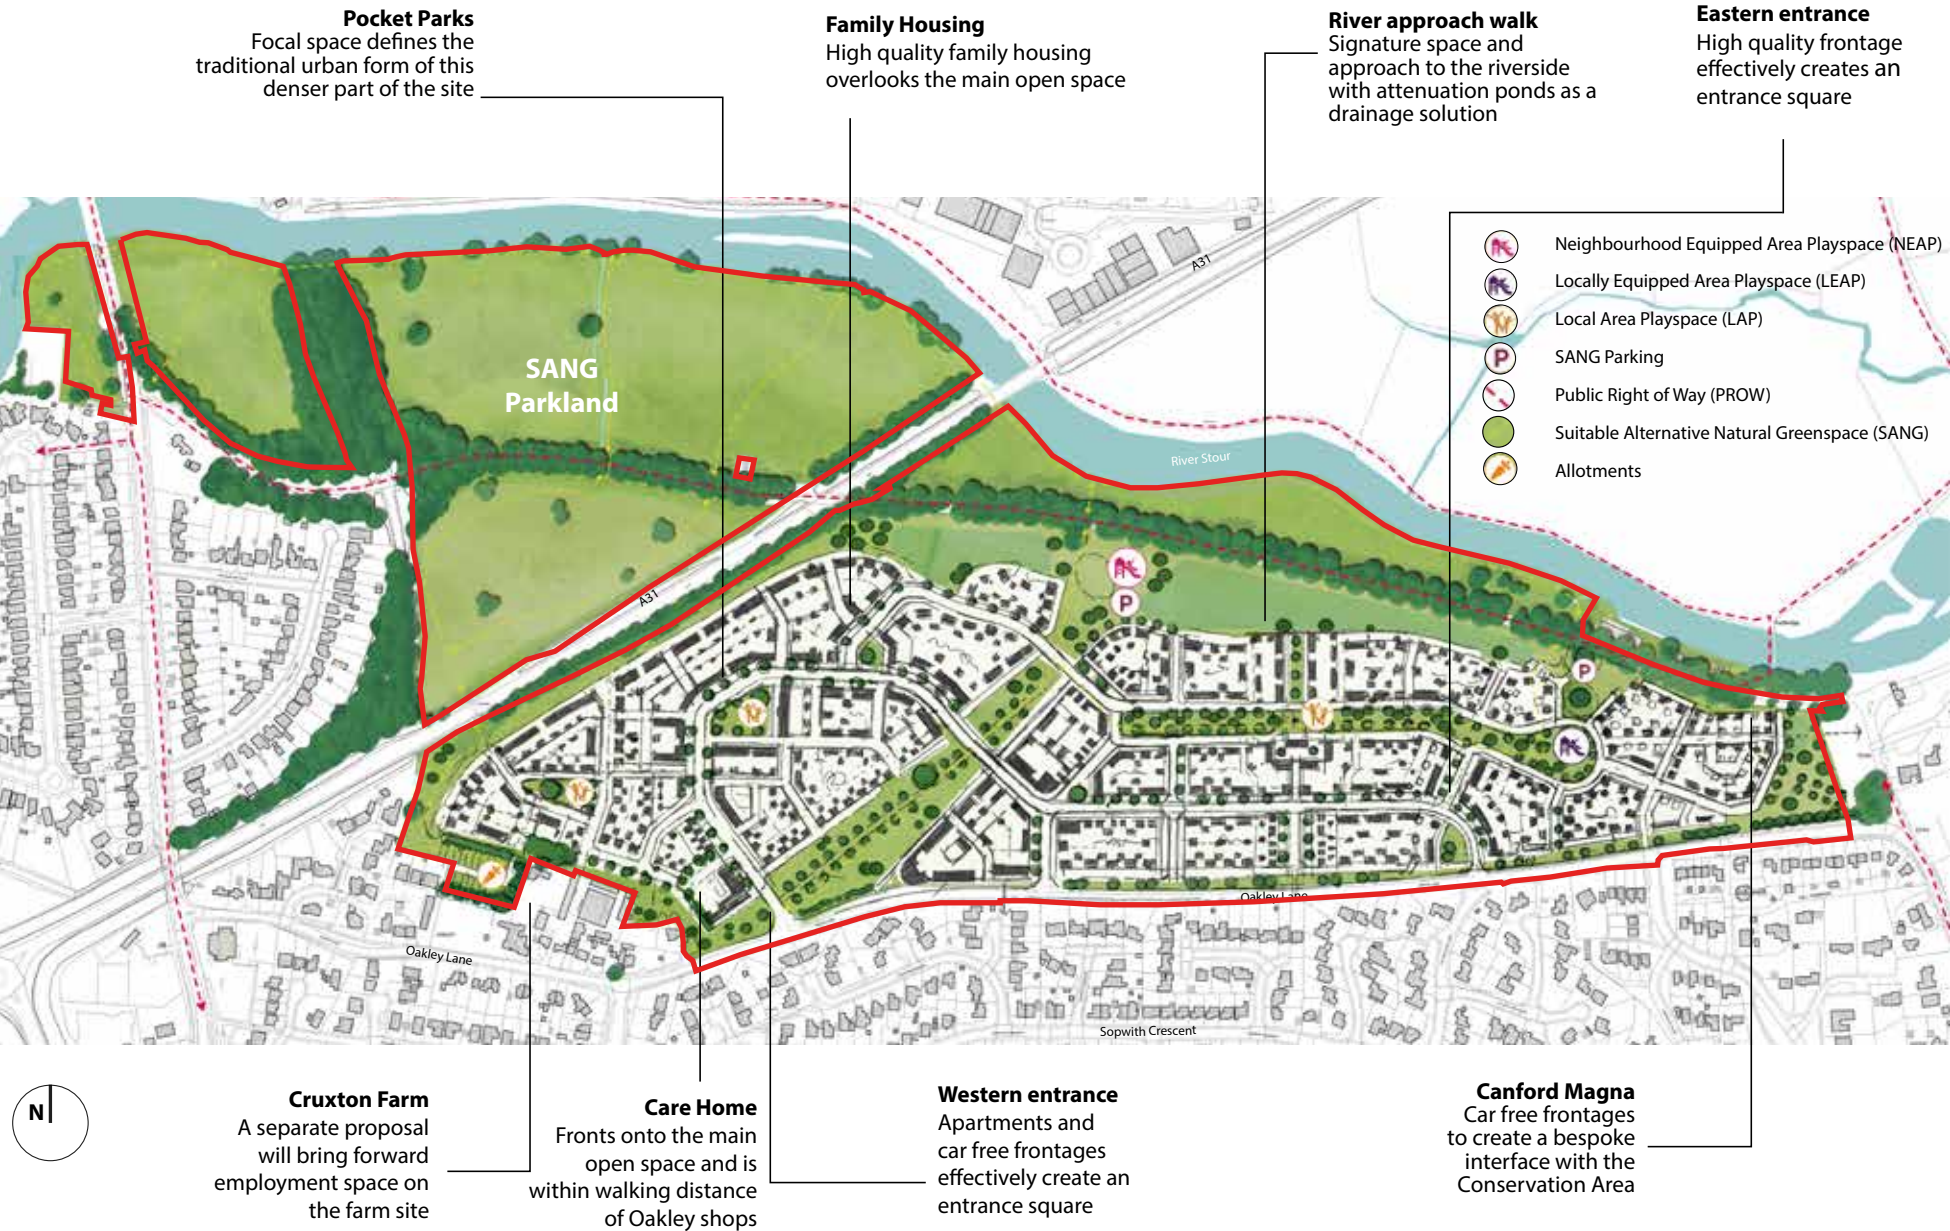 Pocket Parks
Focal space defines the
traditional urban form of this
denser part of the site
Family Housing
High quality family housing
overlooks the main open space
River approach walk
Signature space and
approach to the riverside
with attenuation ponds as a
drainage solution
Eastern entrance
High quality frontage
effectively creates an
entrance square
Neighbourhood Equipped Area Playspace (NEAP)
Locally Equipped Area Playspace (LEAP)
Local Area Playspace (LAP)
P
SANG Parking
Public Right of Way (PROW)
Suitable Alternative Natural Greenspace (SANG)
Allotments
A31
SANG
Parkland
River Stour
A31
P
P
Oakley Lane
Oakley Lane
Sopwith Crescent
N
Cruxton Farm
A separate proposal
will bring forward
employment space on
the farm site
Care Home
Fronts onto the main
open space and is
within walking distance
of Oakley shops
Western entrance
Apartments and
car free frontages
effectively create an
entrance square
Canford Magna
Car free frontages
to create a bespoke
interface with the
Conservation Area